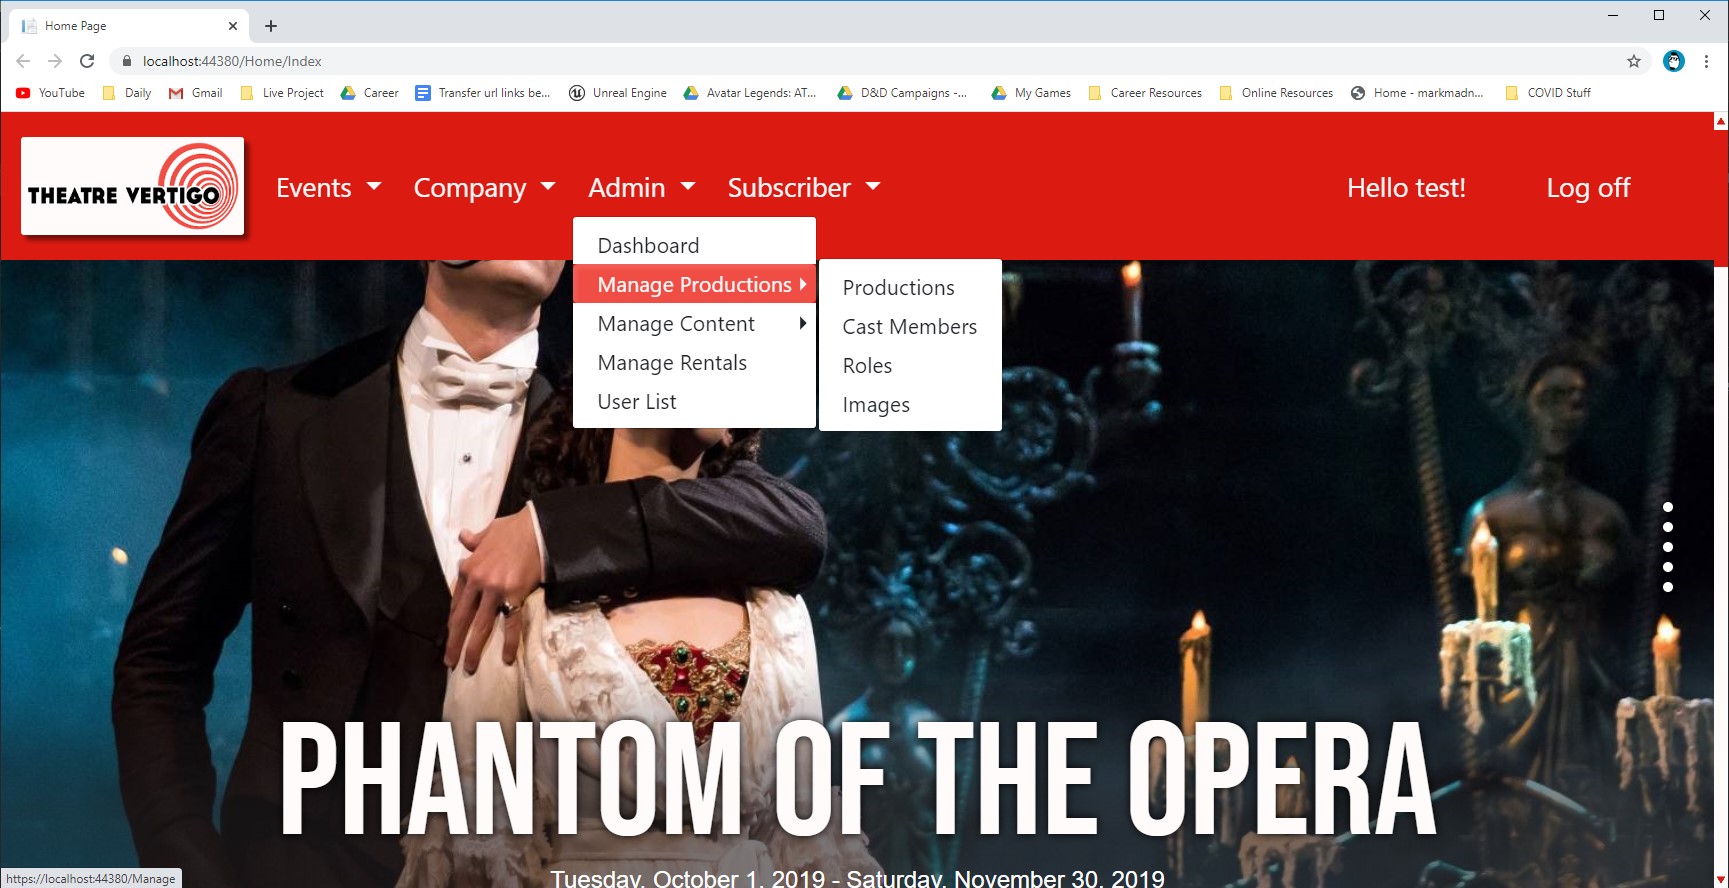 Home Page
localhost:44380/Home/Index
YouTube Daily Gmail Live Project Career Transfer url links be... Unreal Engine Avatar Legends: AT... D&D Campaigns -... My Games Career Resources Online Resources Home - markmadn... COVID Stuff
THEATRE VERTIGO
Events Company Admin Subscriber Hello test! Log off
Dashboard
Manage Productions
Manage Content
Manage Rentals
User List
Productions
Cast Members
Roles
Images
PHANTOM OF THE OPERA
Tuesday, October 1, 2019 - Saturday, November 30, 2019
https://localhost:44380/Manage